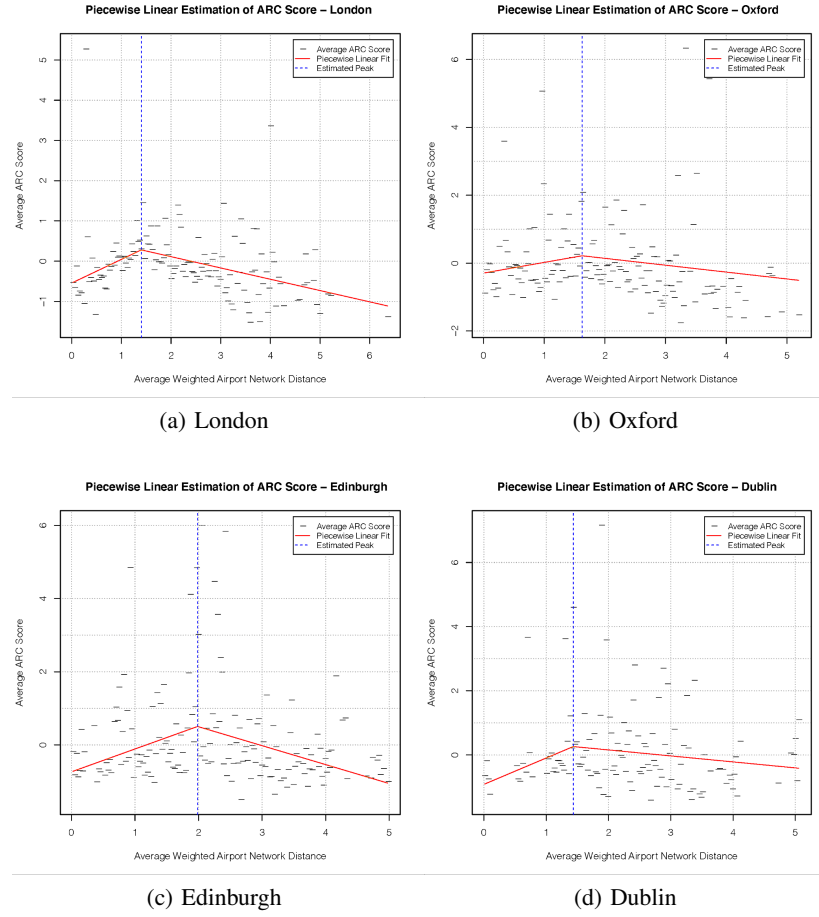 Piecewise Linear Estimation of ARC Score – London
Average ARC Score
Piecewise Linear Fit
Estimated Peak
5
4
3
2
1
0
−1
Average ARC Score
0 1 2 3 4 5 6
Average Weighted Airport Network Distance
(a) London
Piecewise Linear Estimation of ARC Score – Oxford
Average ARC Score
Piecewise Linear Fit
Estimated Peak
6
4
2
0
−2
Average ARC Score
0 1 2 3 4 5
Average Weighted Airport Network Distance
(b) Oxford
Piecewise Linear Estimation of ARC Score – Edinburgh
Average ARC Score
Piecewise Linear Fit
Estimated Peak
6
4
2
0
Average ARC Score
0 1 2 3 4 5
Average Weighted Airport Network Distance
(c) Edinburgh
Piecewise Linear Estimation of ARC Score – Dublin
Average ARC Score
Piecewise Linear Fit
Estimated Peak
6
4
2
0
Average ARC Score
0 1 2 3 4 5
Average Weighted Airport Network Distance
(d) Dublin